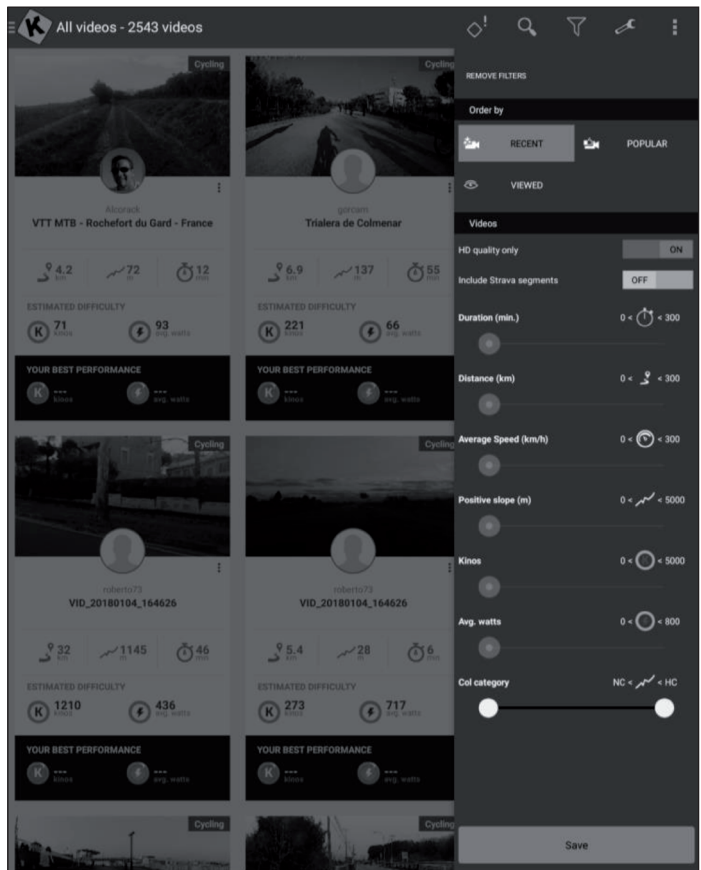 K All videos - 2543 videos
Cycling
Alcorack
VTT MTB - Rochefort du Gard - France
4.2 km
72 m
12 min
ESTIMATED DIFFICULTY
K 71 kinos
93 avg. watts
YOUR BEST PERFORMANCE
K --- kinos
--- avg. watts
Cycling
gorcam
Trialera de Colmenar
6.9 km
137 m
55 min
ESTIMATED DIFFICULTY
K 221 kinos
66 avg. watts
YOUR BEST PERFORMANCE
K --- kinos
--- avg. watts
Cycling
roberto73
VID_20180104_164626
32 km
1145 m
46 min
ESTIMATED DIFFICULTY
K 1210 kinos
436 avg. watts
YOUR BEST PERFORMANCE
K --- kinos
--- avg. watts
Cycling
roberto73
VID_20180104_164626
5.4 km
28 m
6 min
ESTIMATED DIFFICULTY
K 273 kinos
717 avg. watts
YOUR BEST PERFORMANCE
K --- kinos
--- avg. watts
Cycling
Cycling
REMOVE FILTERS
Order by
RECENT
POPULAR
VIEWED
Videos
HD quality only ON
Include Strava segments OFF
Duration (min.) 0 < < 300
Distance (km) 0 < < 300
Average Speed (km/h) 0 < < 300
Positive slope (m) 0 < < 5000
Kinos 0 < < 5000
Avg. watts 0 < < 800
Col category NC < < HC
Save